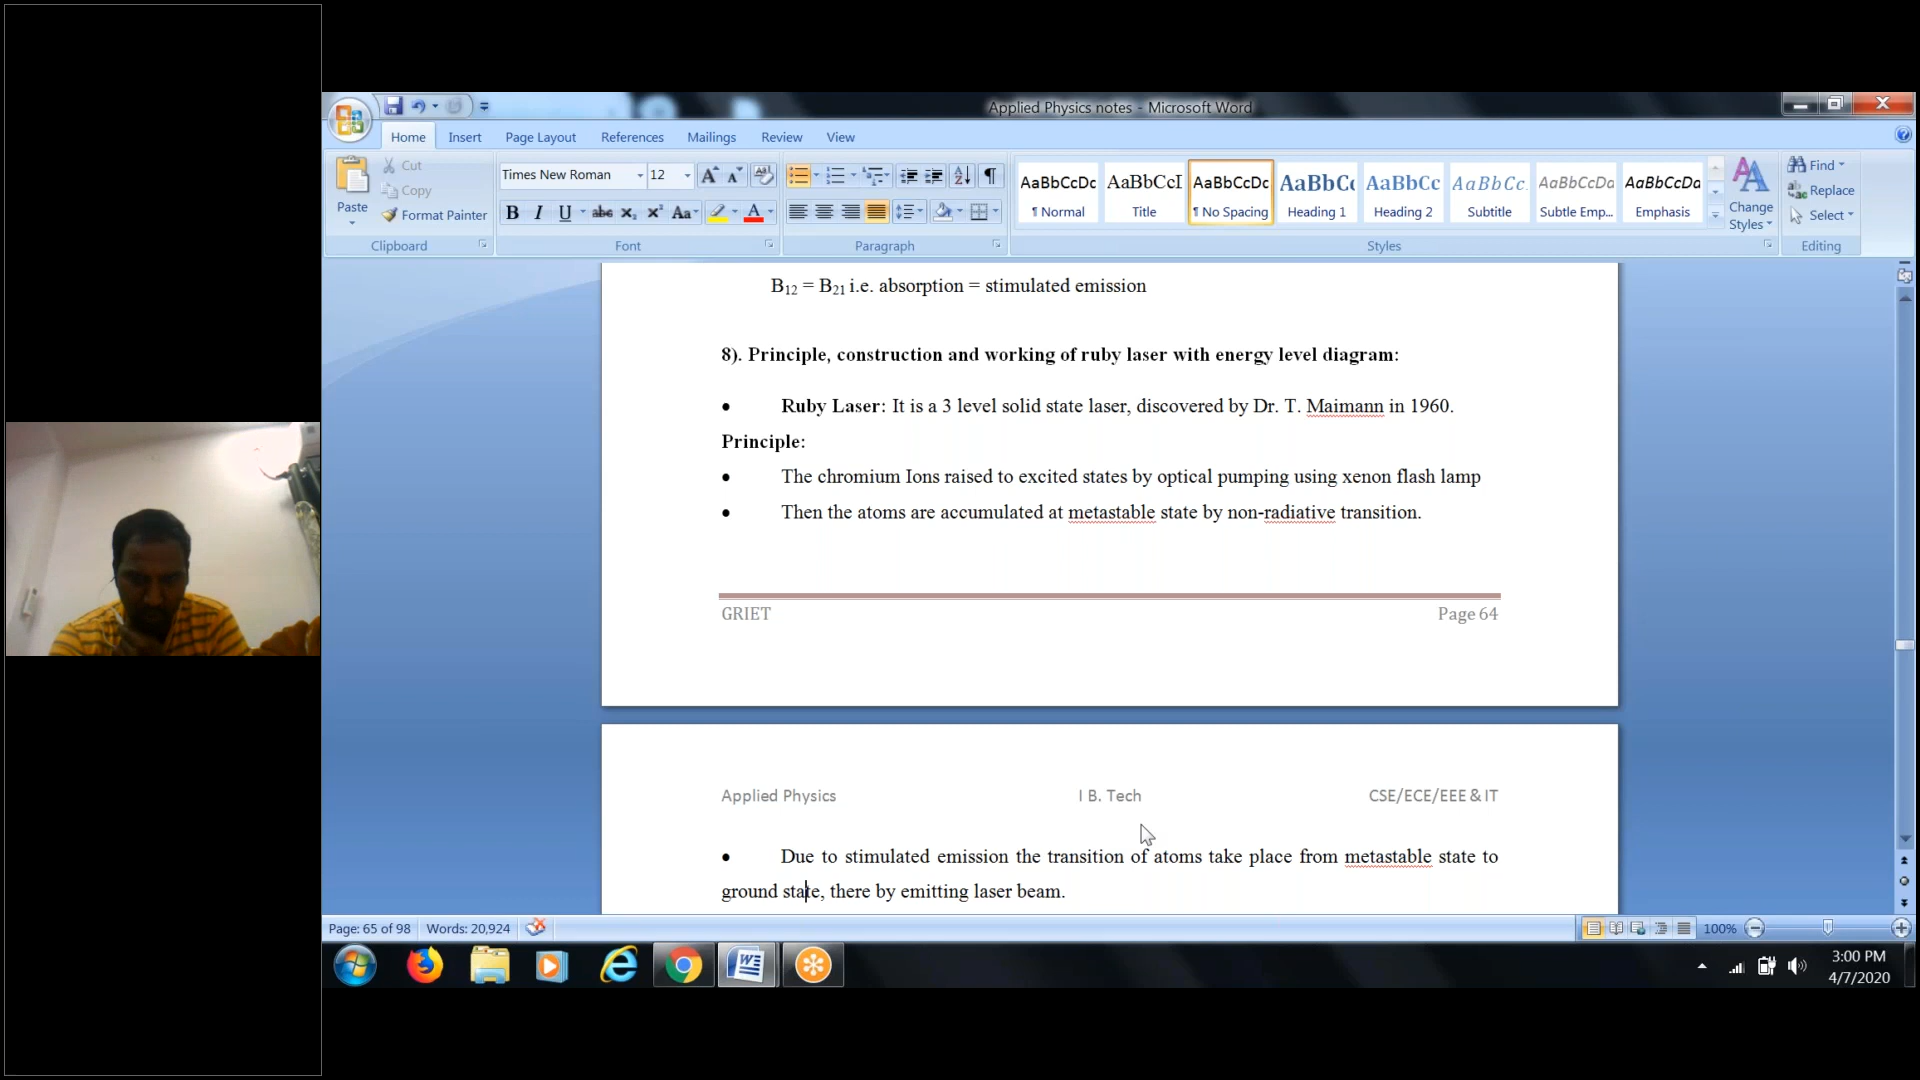 Applied Physics notes - Microsoft Word
Home Insert Page Layout References Mailings Review View
Paste
Cut
Copy
Format Painter
Clipboard
Times New Roman 12
B I U abc x₂ x² Aa A
Font
Paragraph
AaBbCcDc AaBbCcI AaBbCcDc AaBbCc AaBbCc AaBbCc. AaBbCcDa AaBbCcDa
¶ Normal Title ¶ No Spacing Heading 1 Heading 2 Subtitle Subtle Emp... Emphasis
Styles
Change Styles
Find
Replace
Select
Editing
B₁₂ = B₂₁ i.e. absorption = stimulated emission
8). Principle, construction and working of ruby laser with energy level diagram:
• Ruby Laser: It is a 3 level solid state laser, discovered by Dr. T. Maimann in 1960.
Principle:
• The chromium Ions raised to excited states by optical pumping using xenon flash lamp
• Then the atoms are accumulated at metastable state by non-radiative transition.
GRIET Page 64
Applied Physics I B. Tech CSE/ECE/EEE & IT
• Due to stimulated emission the transition of atoms take place from metastable state to
ground state, there by emitting laser beam.
Page: 65 of 98 Words: 20,924 100%
3:00 PM
4/7/2020